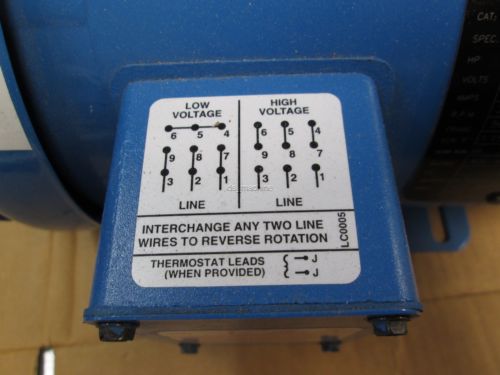 LOW
VOLTAGE
HIGH
VOLTAGE
6 5 4
6 5 4
9 8 7
9 8 7
3 2 1
3 2 1
LINE
LINE
INTERCHANGE ANY TWO LINE
WIRES TO REVERSE ROTATION
LC0005
THERMOSTAT LEADS
(WHEN PROVIDED)
J
J
CAT.
SPEC.
HP
VOLTS
AMPS